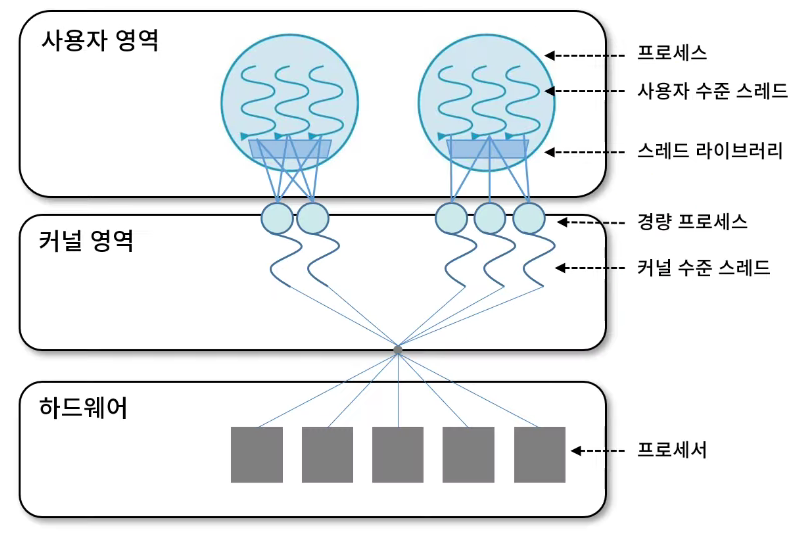 사용자 영역
프로세스
사용자 수준 스레드
스레드 라이브러리
경량 프로세스
커널 영역
커널 수준 스레드
하드웨어
프로세서